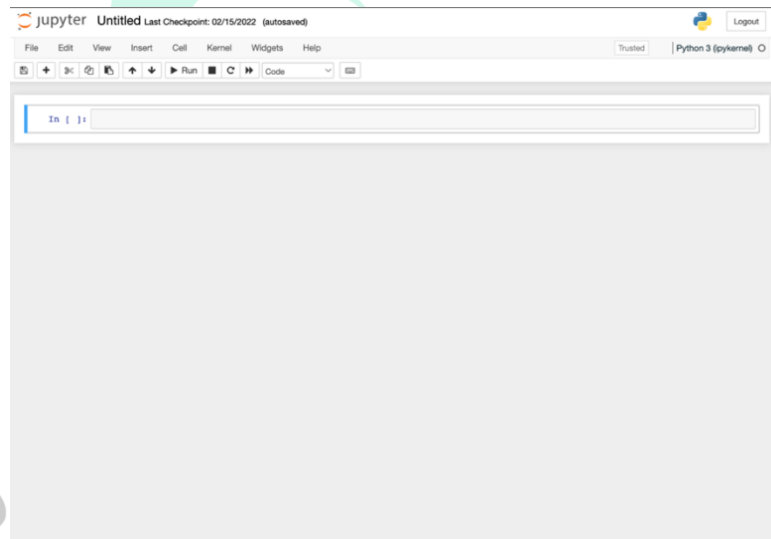 jupyter Untitled Last Checkpoint: 02/15/2022 (autosaved) Logout
File Edit View Insert Cell Kernel Widgets Help Trusted Python 3 (ipykernel)
Run Code
In [ ]: